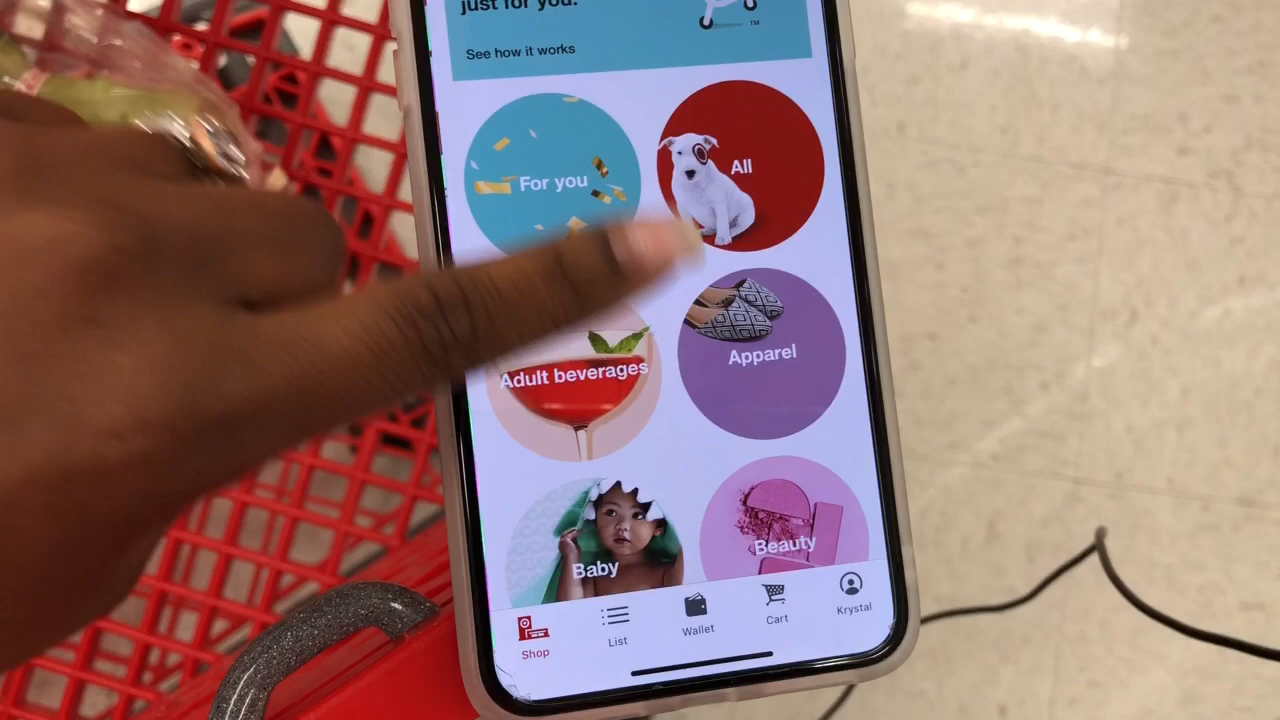 just for you.
See how it works
TM
For you
All
Adult beverages
Apparel
Baby
Beauty
Shop
List
Wallet
Cart
Krystal